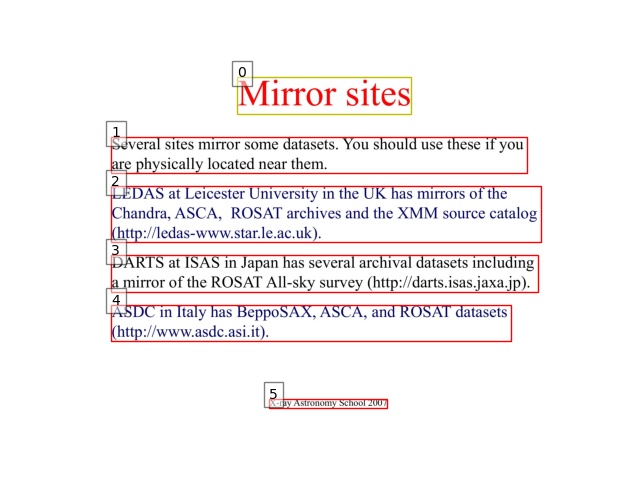 Mirror sites
Several sites mirror some datasets. You should use these if you
are physically located near them.
LEDAS at Leicester University in the UK has mirrors of the
Chandra, ASCA,  ROSAT archives and the XMM source catalog
(http://ledas-www.star.le.ac.uk).
DARTS at ISAS in Japan has several archival datasets including
a mirror of the ROSAT All-sky survey (http://darts.isas.jaxa.jp).
ASDC in Italy has BeppoSAX, ASCA, and ROSAT datasets
(http://www.asdc.asi.it).
X-ray Astronomy School 2007
0
1
2
3
4
5